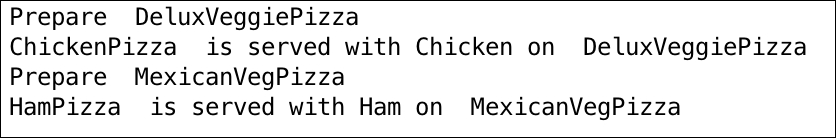 Prepare  DeluxVeggiePizza
ChickenPizza  is served with Chicken on  DeluxVeggiePizza
Prepare  MexicanVegPizza
HamPizza  is served with Ham on  MexicanVegPizza